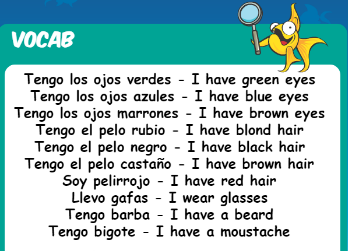 VOCAB
Tengo los ojos verdes - I have green eyes
Tengo los ojos azules - I have blue eyes
Tengo los ojos marrones - I have brown eyes
Tengo el pelo rubio - I have blond hair
Tengo el pelo negro - I have black hair
Tengo el pelo castaño - I have brown hair
Soy pelirrojo - I have red hair
Llevo gafas - I wear glasses
Tengo barba - I have a beard
Tengo bigote - I have a moustache